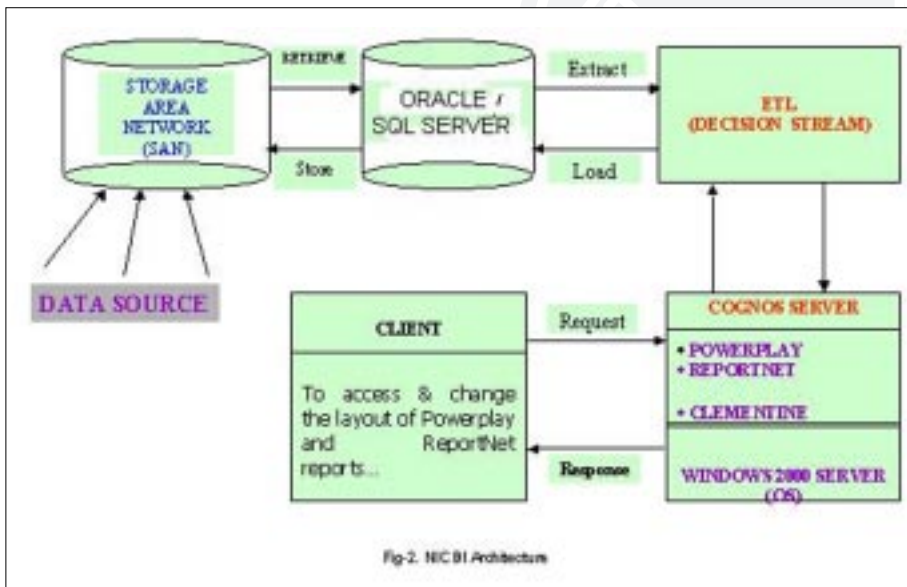 RETRIEVE
Extract
STORAGE
AREA
NETWORK
(SAN)
ORACLE /
SQL SERVER
ETL
(DECISION STREAM)
Store
Load
DATA SOURCE
CLIENT
Request
COGNOS SERVER
• POWERPLAY
• REPORTNET
• CLEMENTINE
To access & change
the layout of Powerplay
and ReportNet
reports...
Response
WINDOWS 2000 SERVER
(OS)
Fig-2. NIC BI Architecture